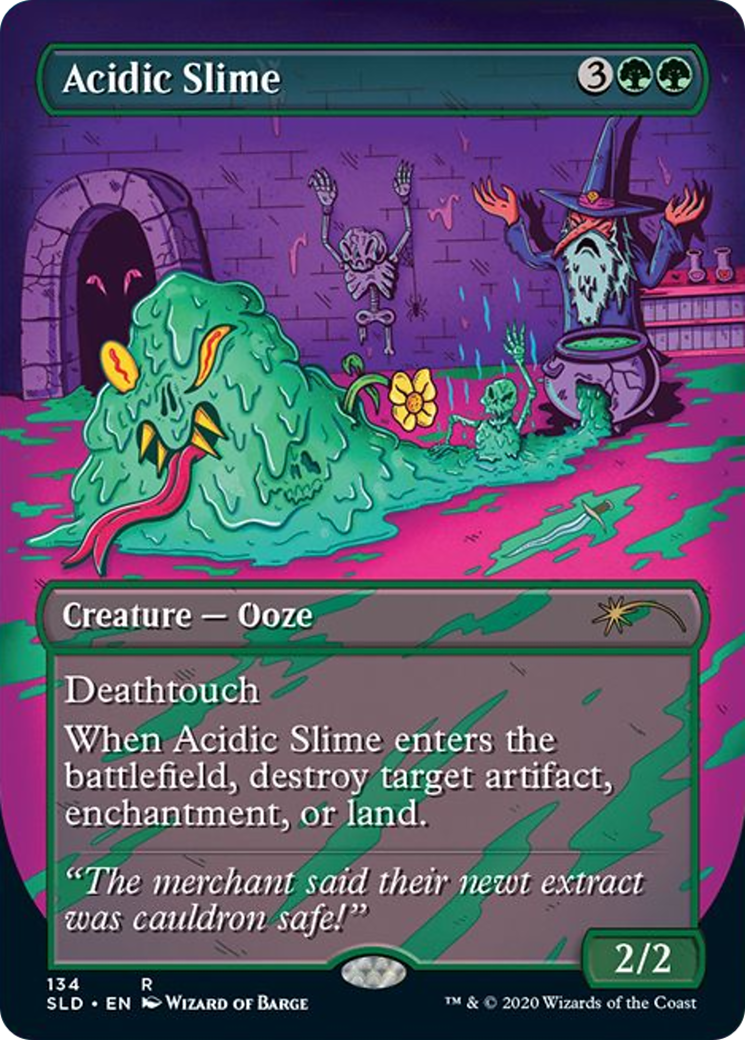 Acidic Slime 3
Creature — Ooze
Deathtouch
When Acidic Slime enters the
battlefield, destroy target artifact,
enchantment, or land.
“The merchant said their newt extract
was cauldron safe!”
2/2
134 R
SLD • EN Wizard of Barge
™ & © 2020 Wizards of the Coast